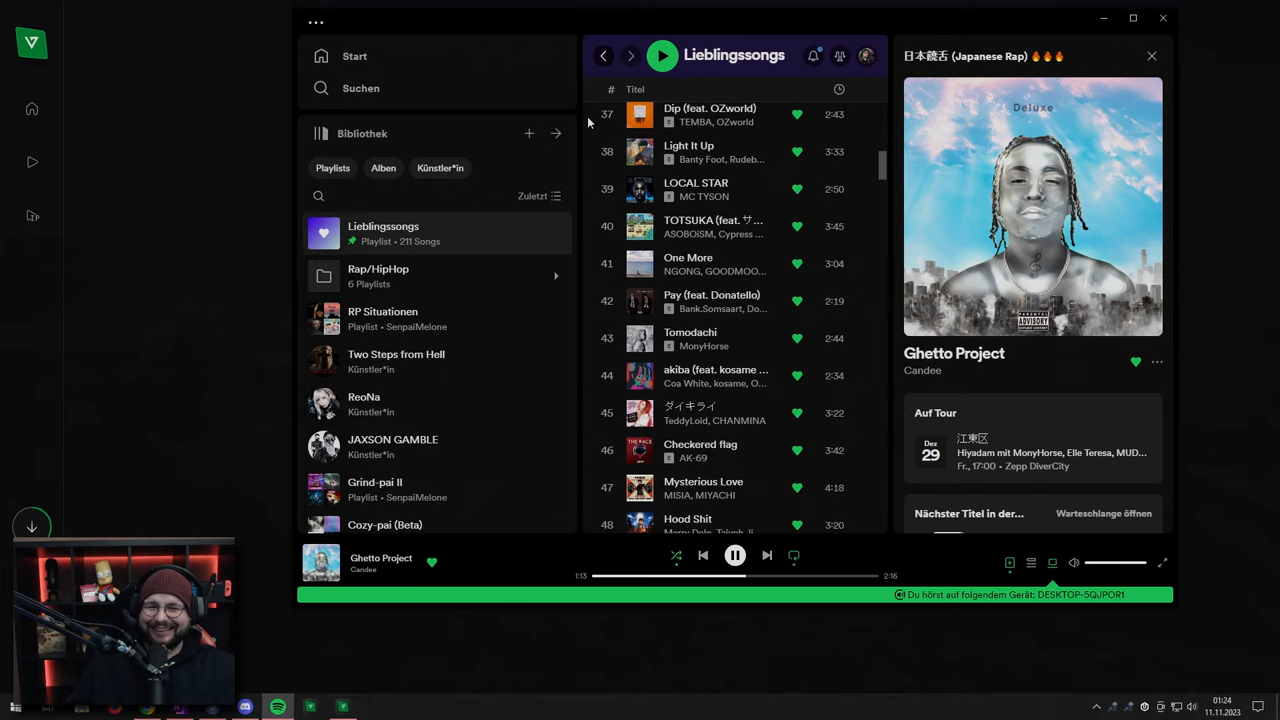 ...
Start
Suchen
Bibliothek
Playlists
Alben
Künstler*in
Zuletzt
Lieblingssongs
Playlist • 211 Songs
Rap/HipHop
6 Playlists
RP Situationen
Playlist • SenpaiMelone
Two Steps from Hell
Künstler*in
ReoNa
Künstler*in
JAXSON GAMBLE
Künstler*in
Grind-pai II
Playlist • SenpaiMelone
Cozy-pai (Beta)
Lieblingssongs
# Titel
37 Dip (feat. OZworld) 2:43
E TEMBA, OZworld
38 Light It Up 3:33
E Banty Foot, Rudeb...
39 LOCAL STAR 2:50
E MC TYSON
40 TOTSUKA (feat. サ... 3:45
ASOBOiSM, Cypress ...
41 One More 3:04
NGONG, GOODMOO...
42 Pay (feat. Donatello) 2:19
E Bank.Somsaart, Do...
43 Tomodachi 2:44
E MonyHorse
44 akiba (feat. kosame ... 2:34
Coa White, kosame, O...
45 ダイキライ 3:22
TeddyLoid, CHANMINA
46 Checkered flag 3:42
E AK-69
47 Mysterious Love 4:18
MISIA, MIYACHI
48 Hood Shit 3:20
日本饒舌 (Japanese Rap) 🔥🔥🔥
Deluxe
PARENTAL
ADVISORY
Ghetto Project
Candee
Auf Tour
Dez
29
江東区
Hiyadam mit MonyHorse, Elle Teresa, MUD...
Fr., 17:00 • Zepp DiverCity
Nächster Titel in der... Warteschlange öffnen
Ghetto Project
Candee
1:13 2:16
Du hörst auf folgendem Gerät: DESKTOP-5QJPOR1
01:24
11.11.2023